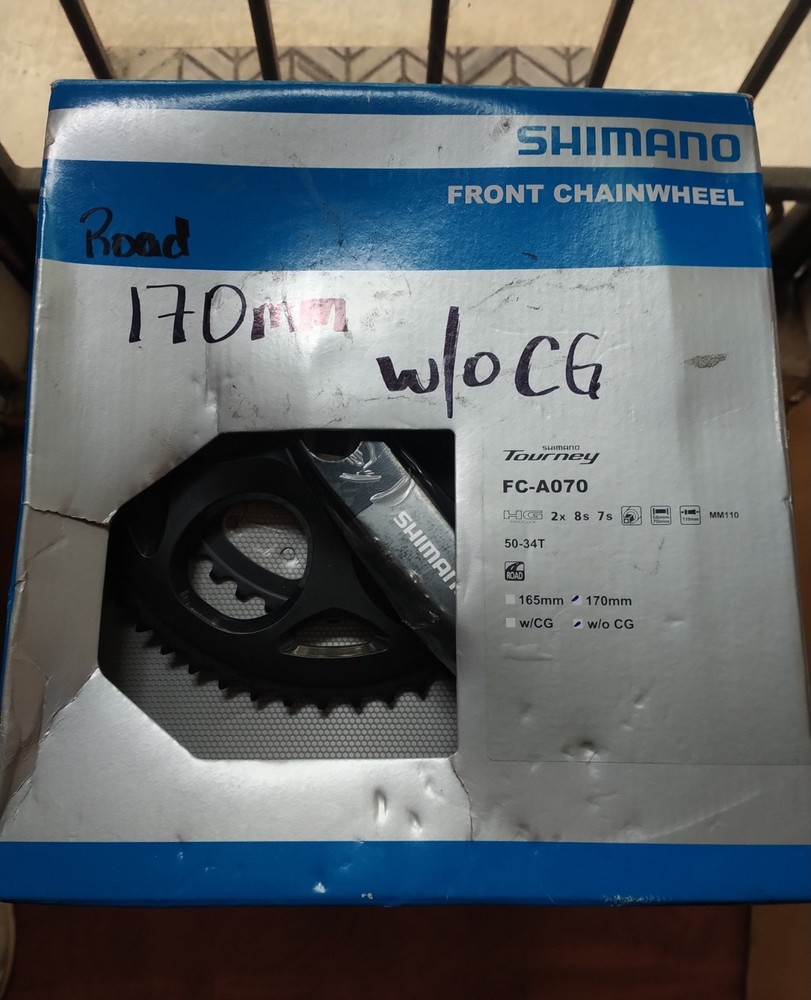 SHIMANO
FRONT CHAINWHEEL
Road
170mm
w/o CG
SHIMANO
Tourney
FC-A070
HG 2x 8s 7s MM110
50-34T
ROAD
165mm 170mm
w/CG w/o CG
SHIMAN